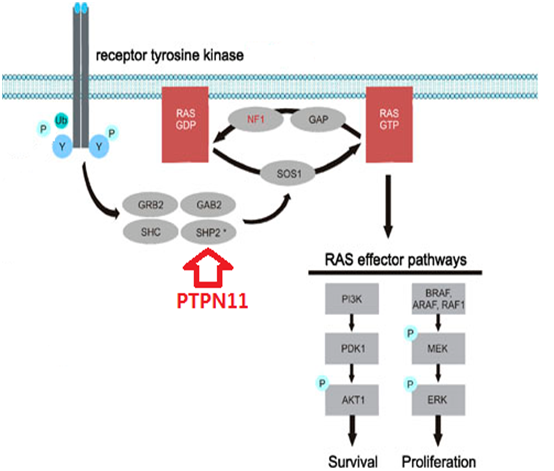 receptor tyrosine kinase
P
Ub
P
Y
Y
RAS
GDP
NF1
GAP
RAS
GTP
SOS1
GRB2
GAB2
SHC
SHP2 *
PTPN11
RAS effector pathways
PI3K
BRAF,
ARAF, RAF1
P
PDK1
MEK
P
P
AKT1
ERK
Survival
Proliferation